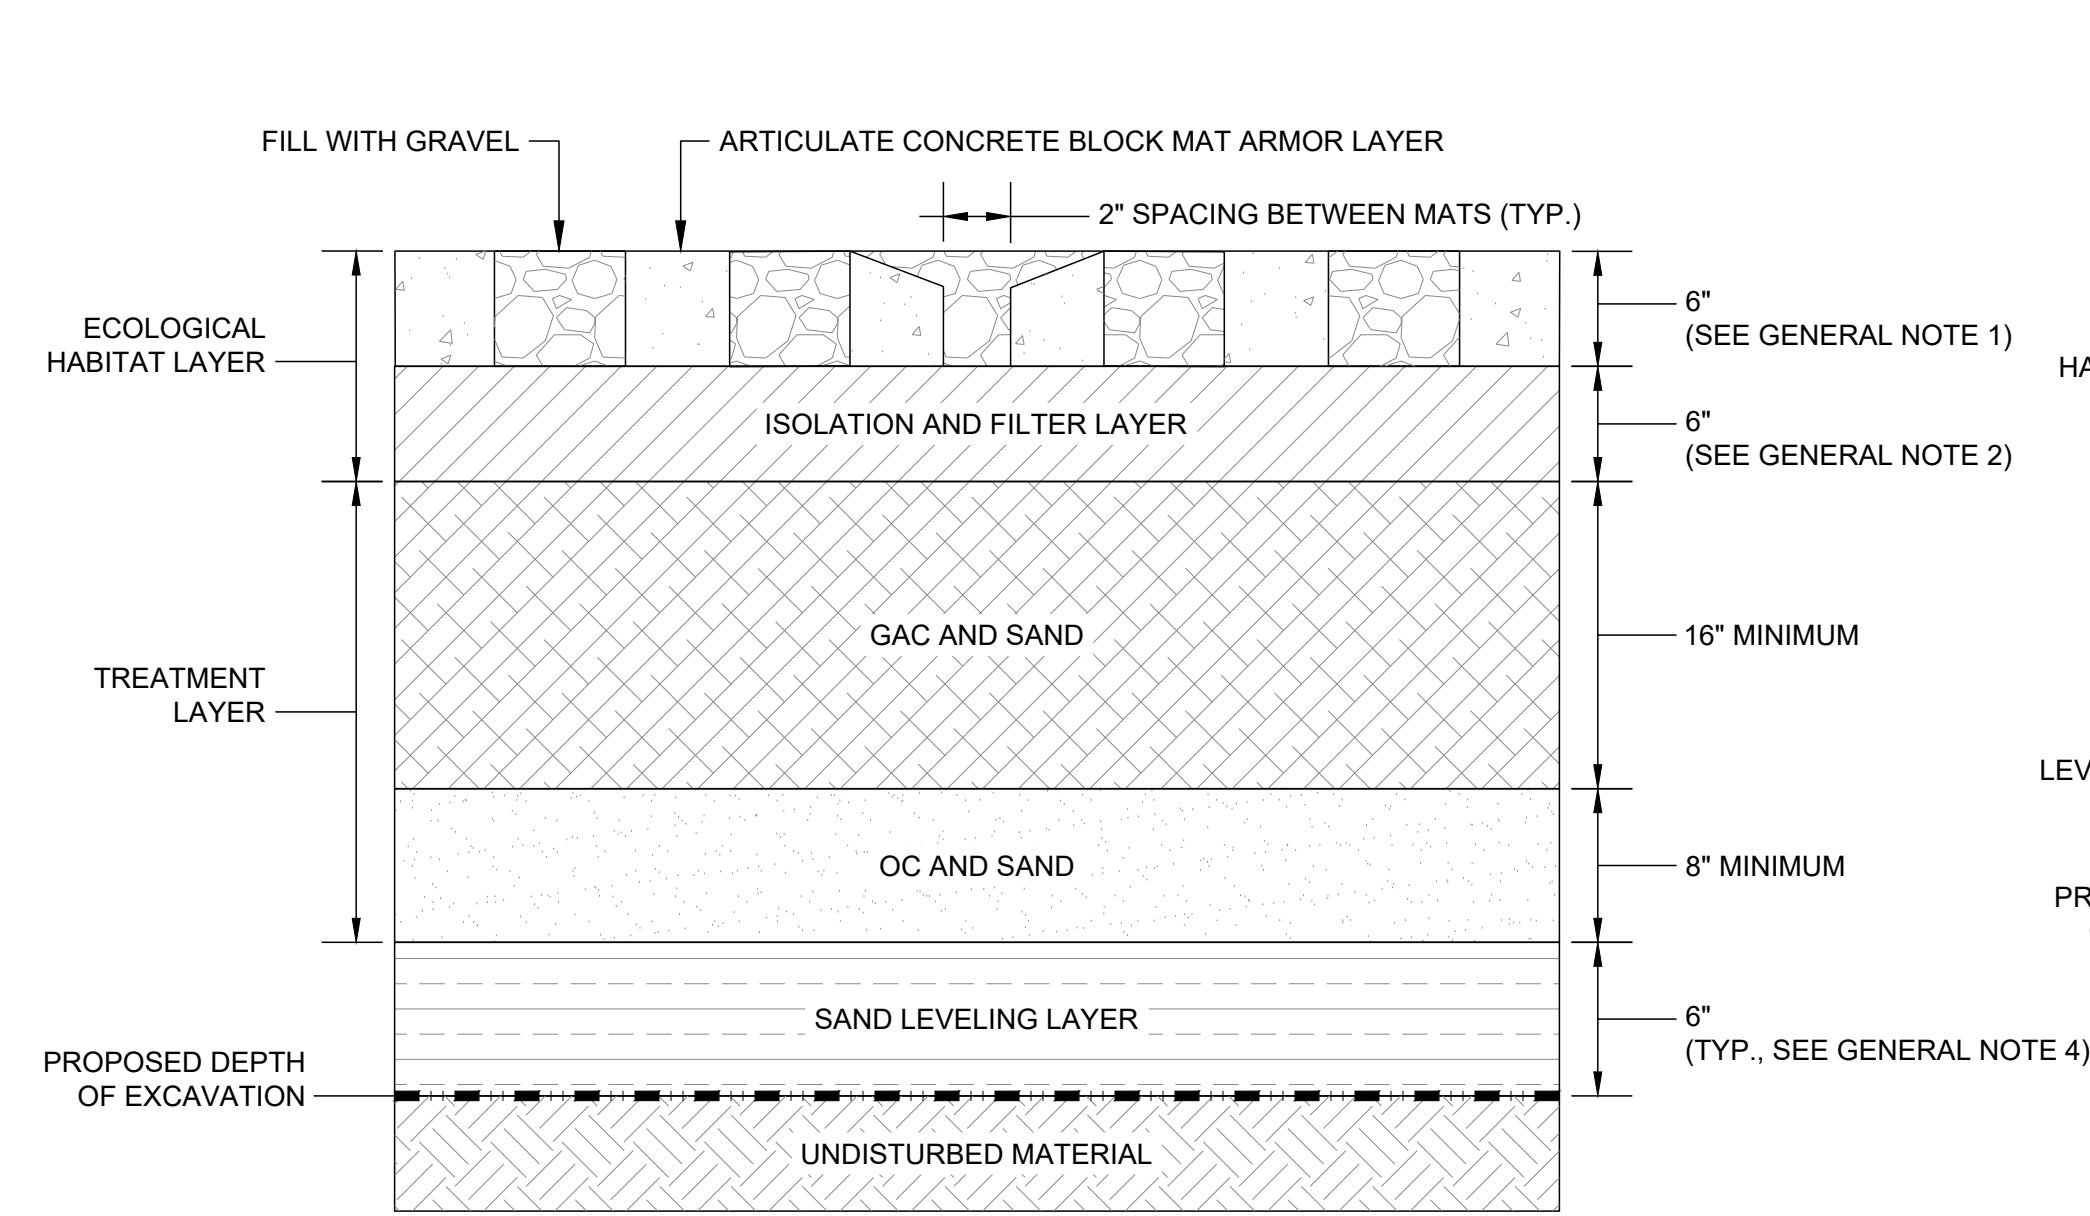 FILL WITH GRAVEL
ARTICULATE CONCRETE BLOCK MAT ARMOR LAYER
2" SPACING BETWEEN MATS (TYP.)
ECOLOGICAL
HABITAT LAYER
6"
(SEE GENERAL NOTE 1)
HA
ISOLATION AND FILTER LAYER
6"
(SEE GENERAL NOTE 2)
GAC AND SAND
16" MINIMUM
TREATMENT
LAYER
LEV
OC AND SAND
8" MINIMUM
PR
SAND LEVELING LAYER
6"
(TYP., SEE GENERAL NOTE 4)
PROPOSED DEPTH
OF EXCAVATION
UNDISTURBED MATERIAL